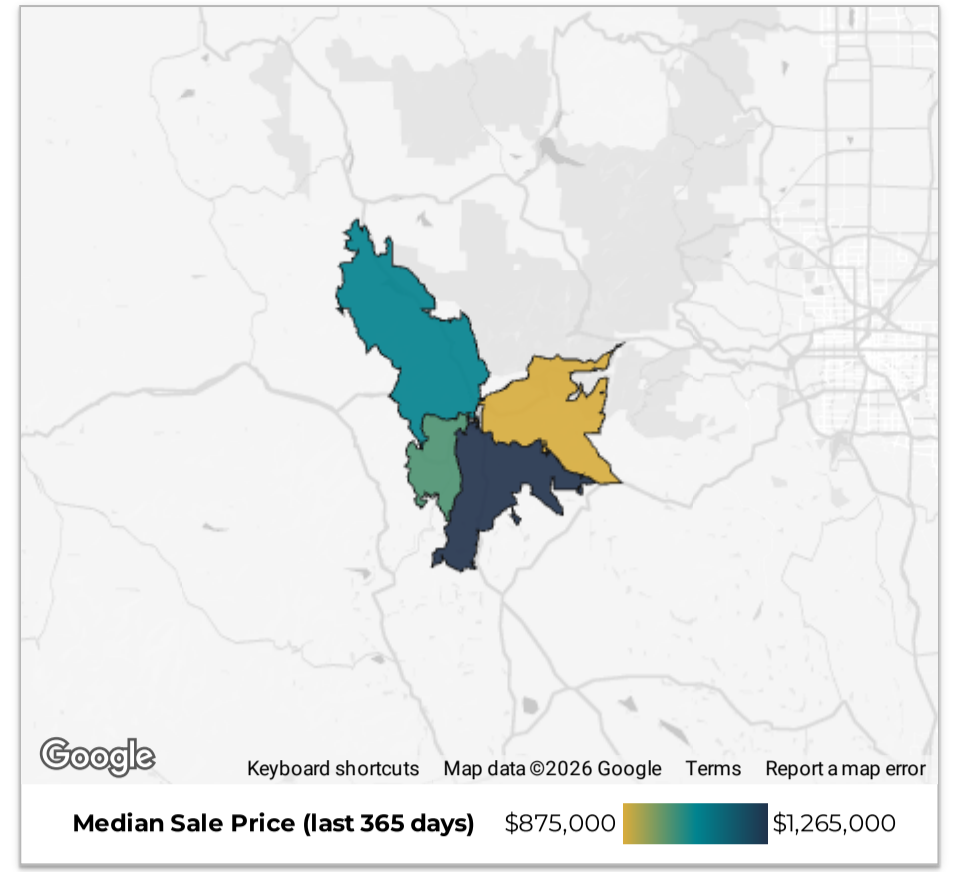 Google
Keyboard shortcuts Map data ©2026 Google Terms Report a map error
Median Sale Price (last 365 days) $875,000 $1,265,000